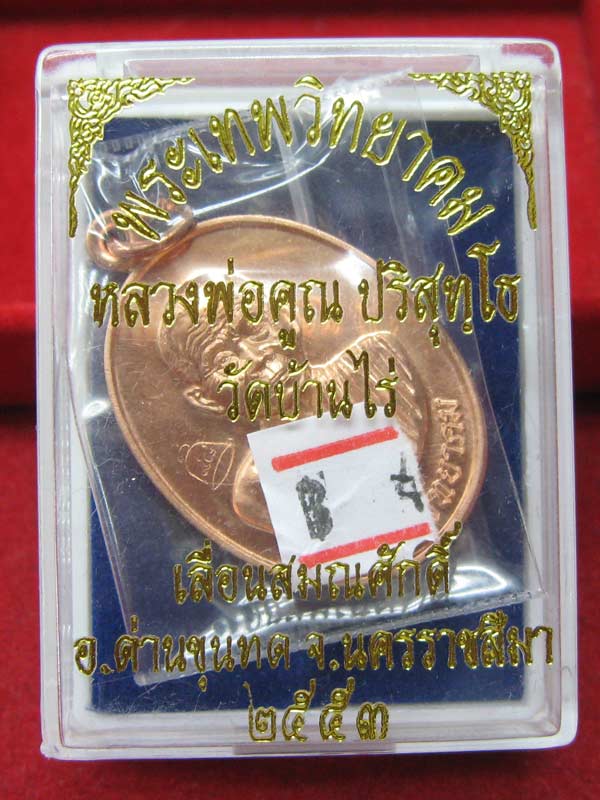 พระเทพวิทยาคม
หลวงพ่อคูณ ปริสุทฺโธ
วัดบ้านไร่
เลื่อนสมณศักดิ์
อ.ด่านขุนทด จ.นครราชสีมา
๒๕๕๓